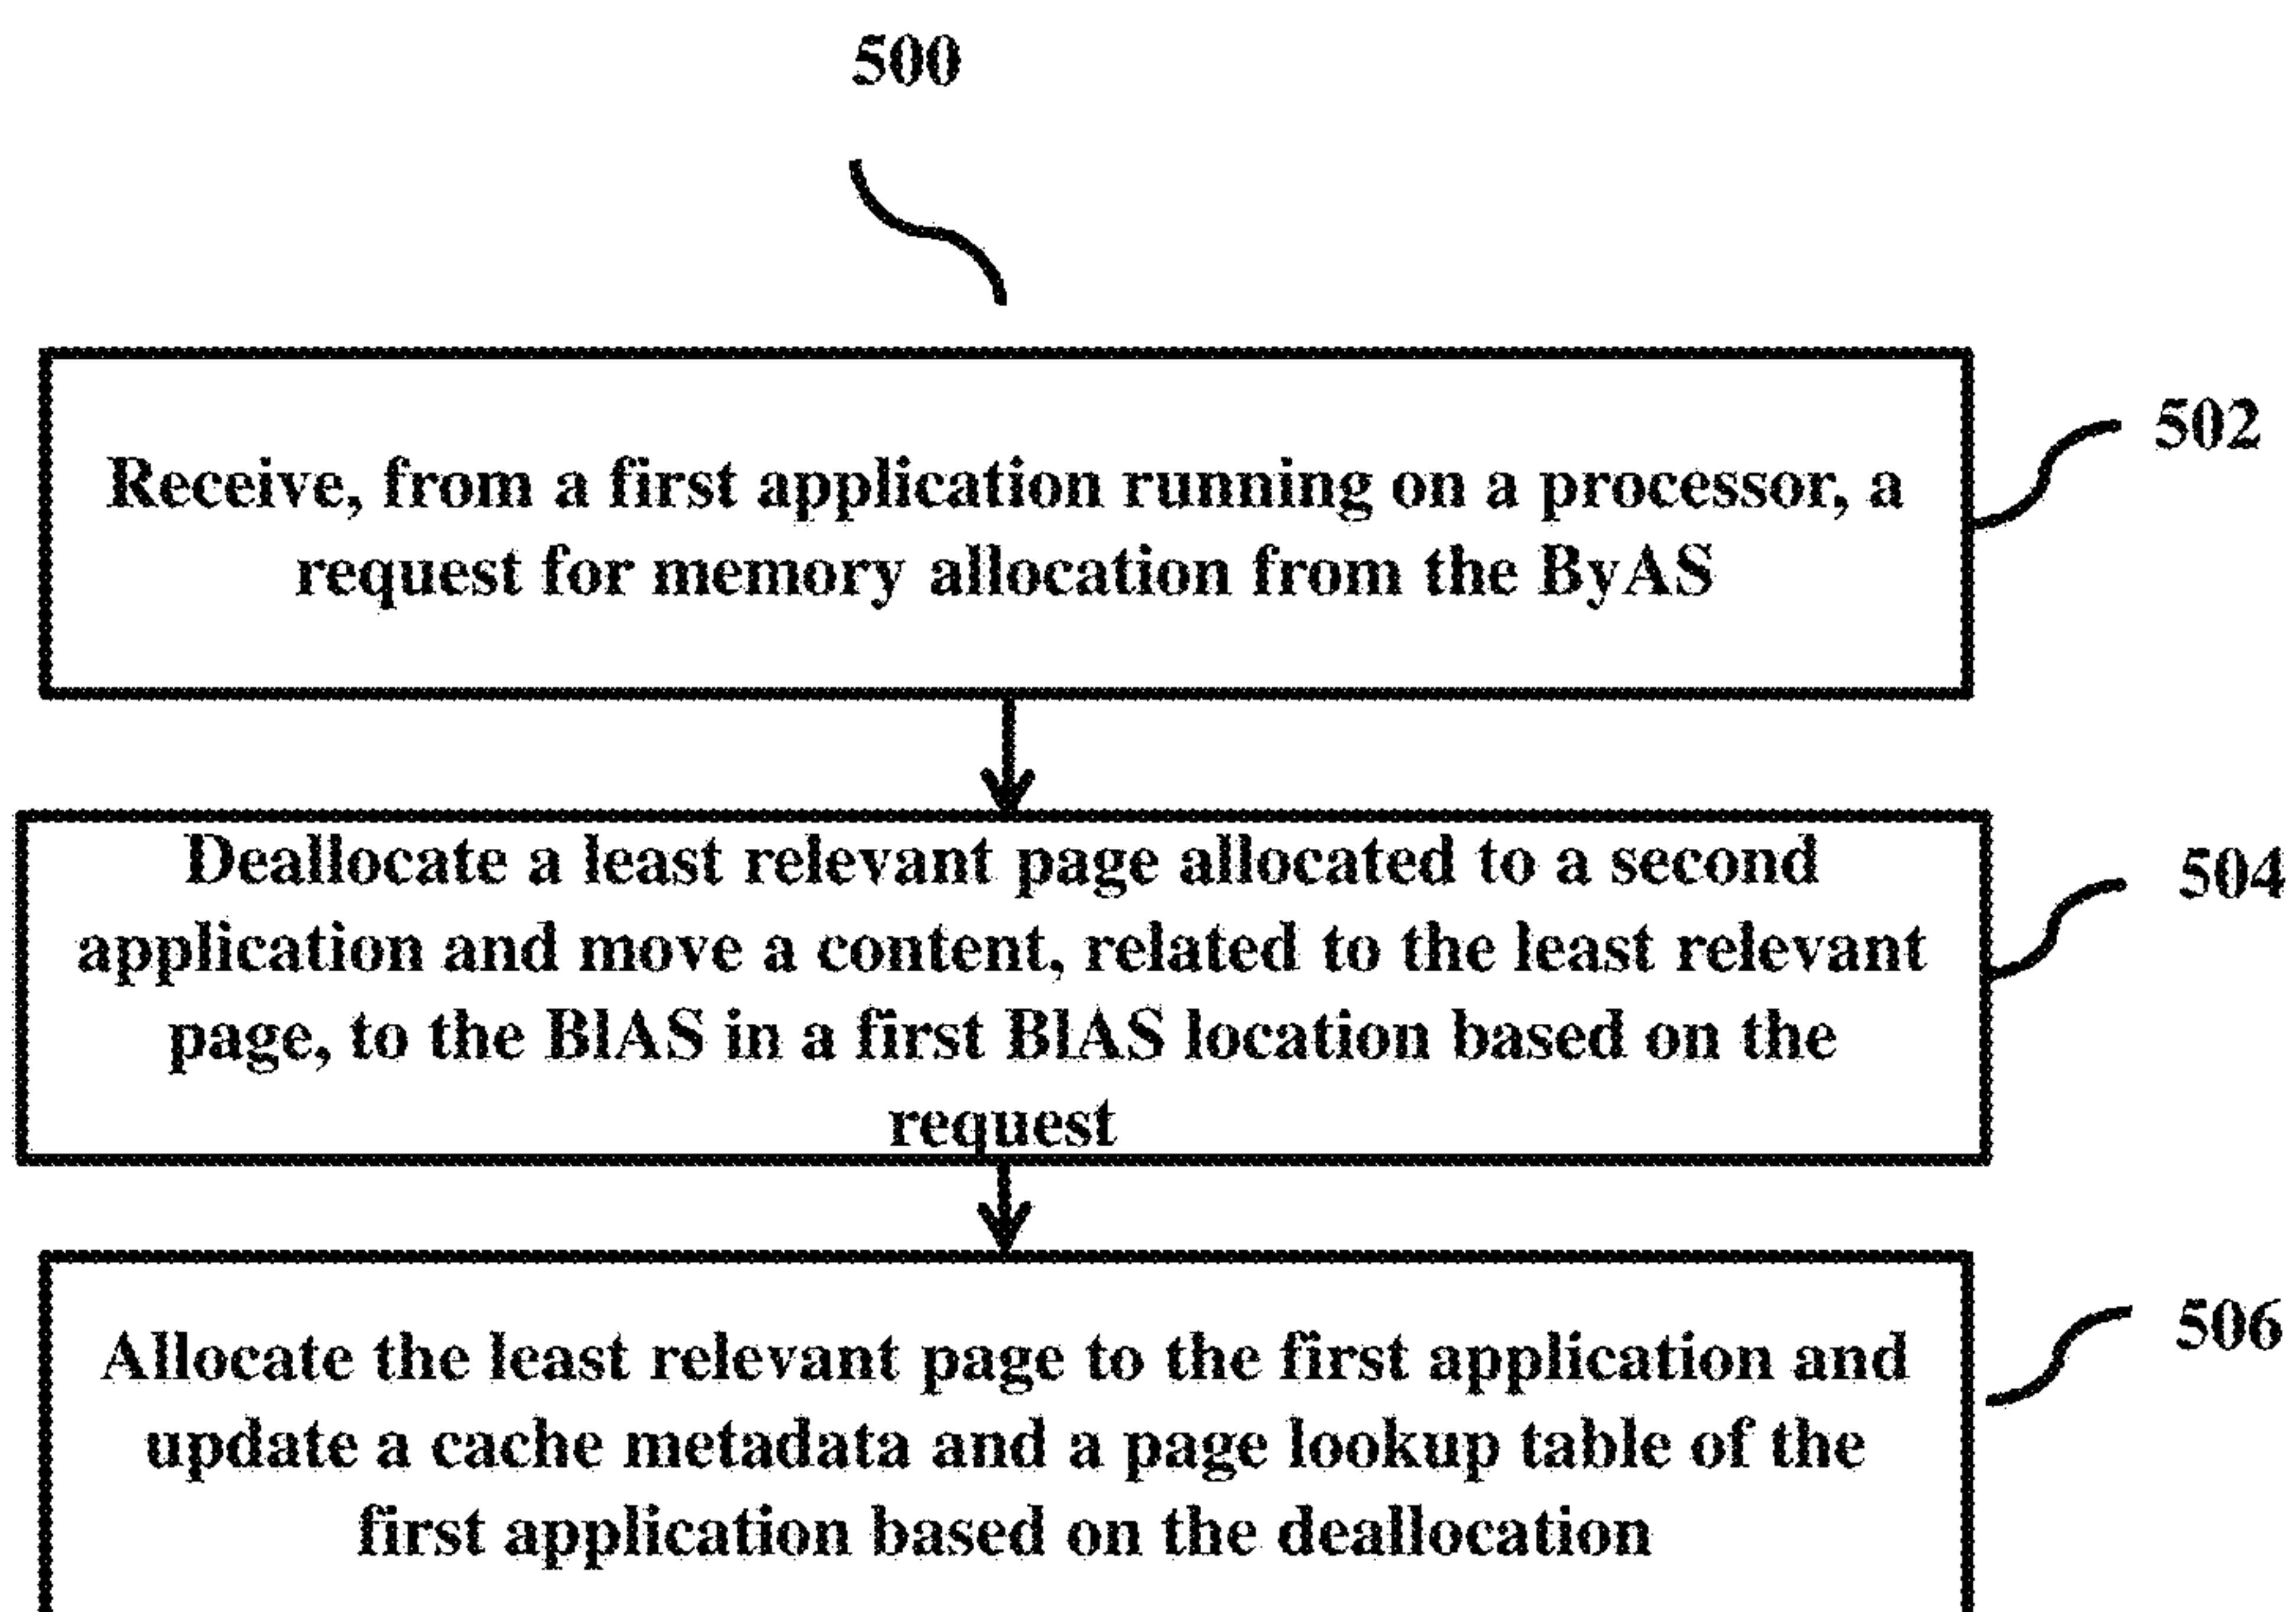 500
Receive, from a first application running on a processor, a
request for memory allocation from the ByAS
502
Deallocate a least relevant page allocated to a second
application and move a content, related to the least relevant
page, to the BlAS in a first BlAS location based on the
request
504
Allocate the least relevant page to the first application and
update a cache metadata and a page lookup table of the
first application based on the deallocation
506